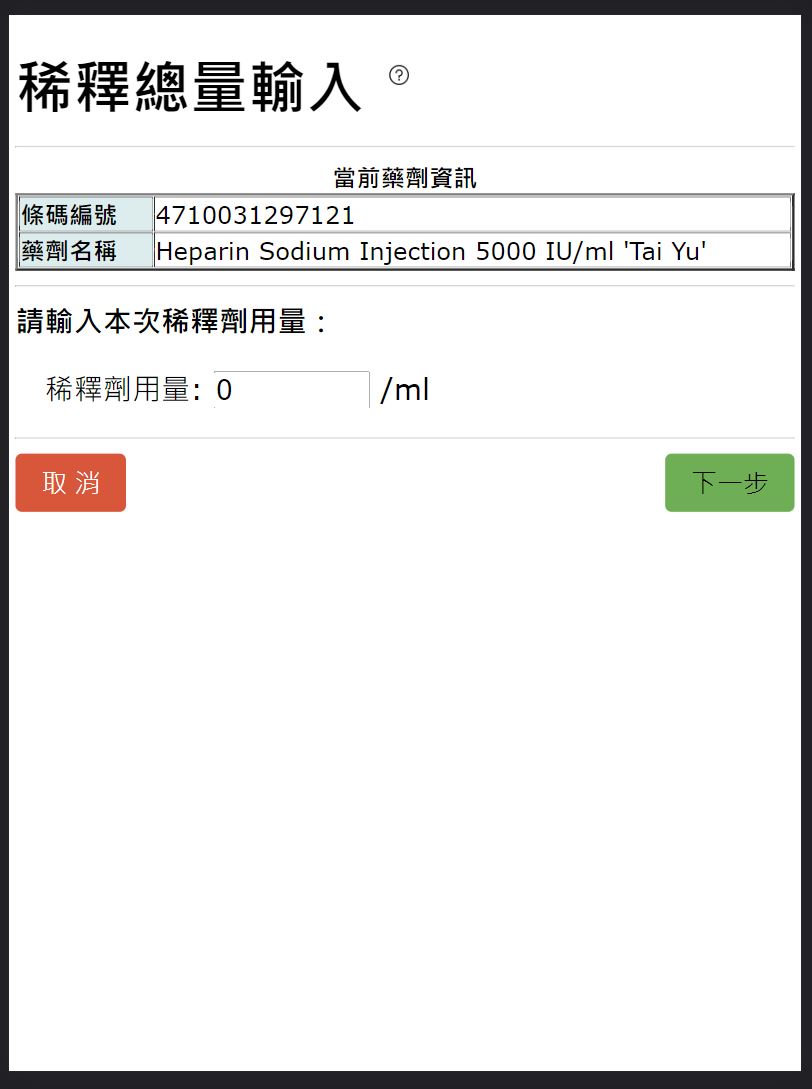 稀釋總量輸入 ?
當前藥劑資訊
條碼編號 4710031297121
藥劑名稱 Heparin Sodium Injection 5000 IU/ml 'Tai Yu'
請輸入本次稀釋劑用量：
稀釋劑用量: 0 /ml
取 消 下一步